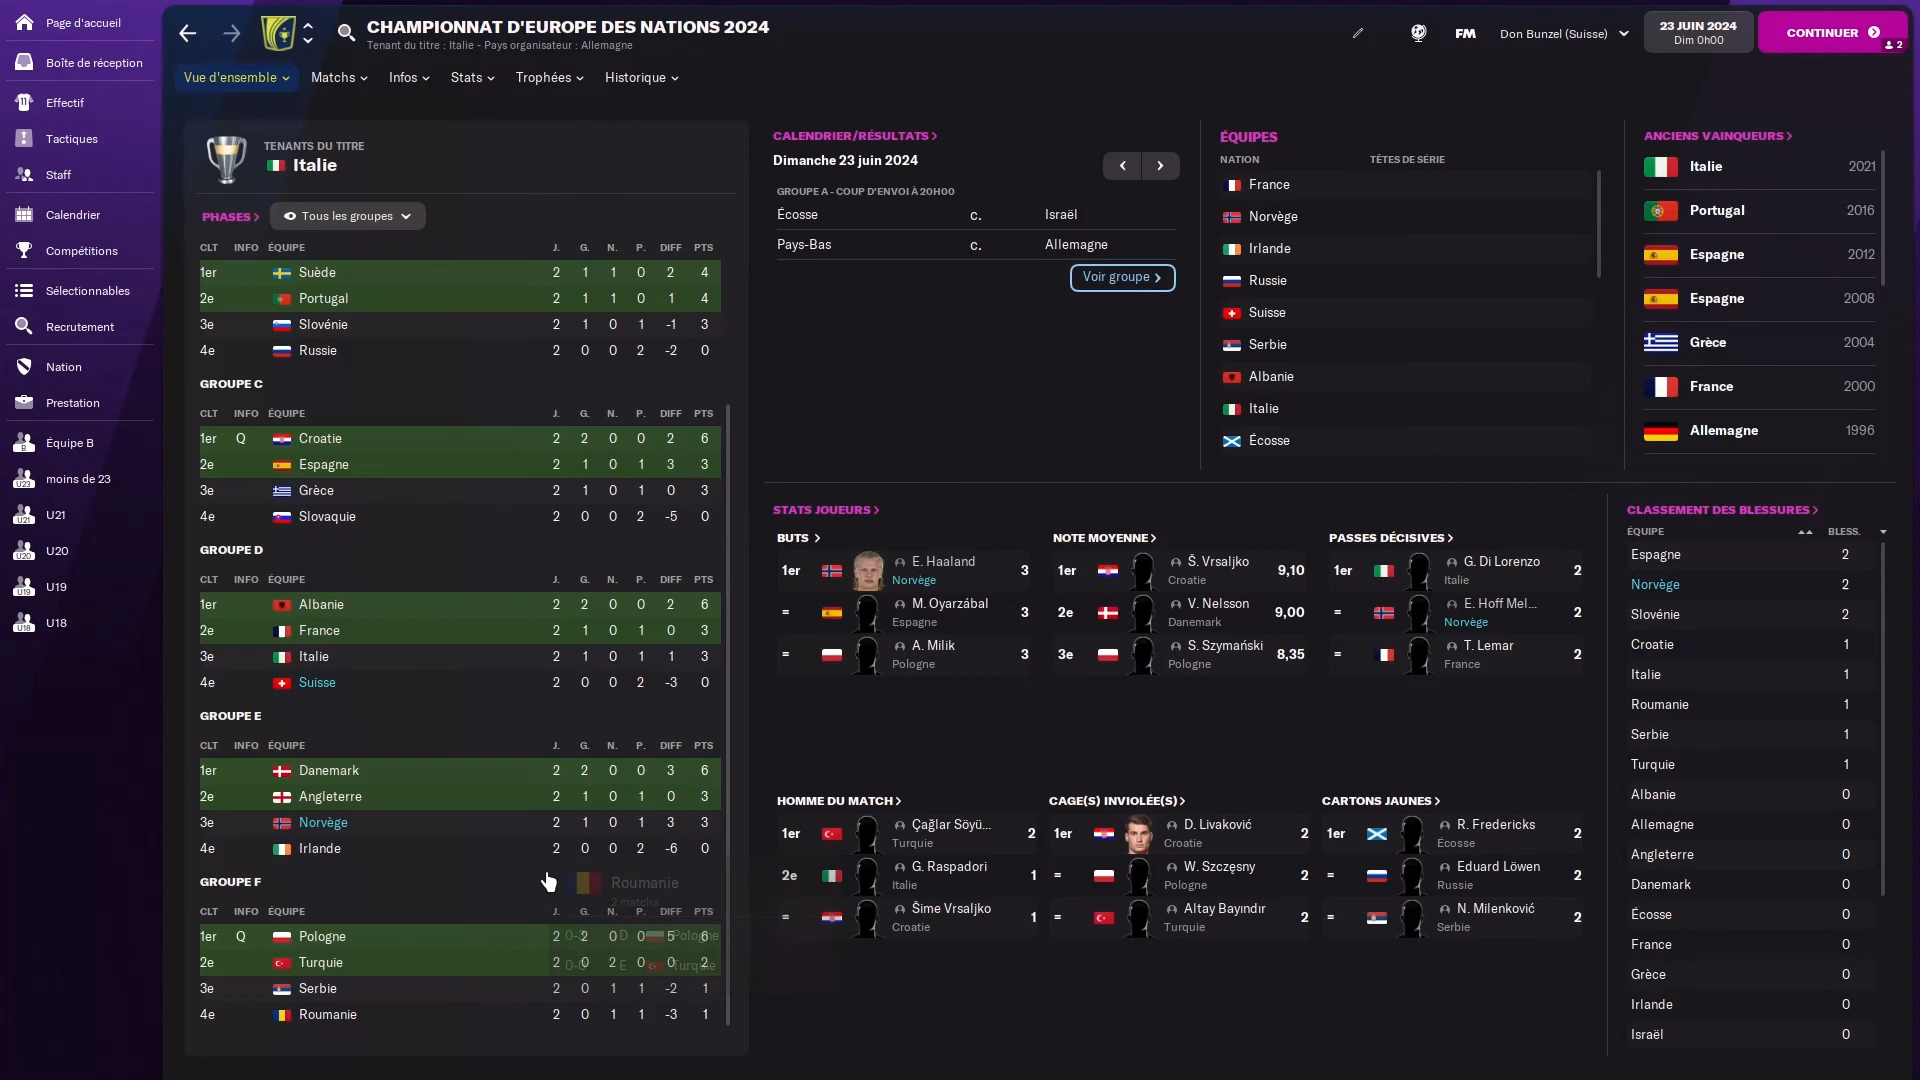 Page d'accueil
Boîte de réception
Effectif
Tactiques
Staff
Calendrier
Compétitions
Sélectionnables
Recrutement
Nation
Prestation
Équipe B
moins de 23
U21
U20
U19
U18
CHAMPIONNAT D'EUROPE DES NATIONS 2024
Tenant du titre : Italie - Pays organisateur : Allemagne
FM
Don Bunzel (Suisse)
23 JUIN 2024
Dim 0h00
CONTINUER
2
Vue d'ensemble
Matchs
Infos
Stats
Trophées
Historique
TENANTS DU TITRE
Italie
PHASES
Tous les groupes
CLT INFO ÉQUIPE J. G. N. P. DIFF PTS
1er Suède 2 1 1 0 2 4
2e Portugal 2 1 1 0 1 4
3e Slovénie 2 1 0 1 -1 3
4e Russie 2 0 0 2 -2 0
GROUPE C
CLT INFO ÉQUIPE J. G. N. P. DIFF PTS
1er Q Croatie 2 2 0 0 2 6
2e Espagne 2 1 0 1 3 3
3e Grèce 2 1 0 1 0 3
4e Slovaquie 2 0 0 2 -5 0
GROUPE D
CLT INFO ÉQUIPE J. G. N. P. DIFF PTS
1er Albanie 2 2 0 0 2 6
2e France 2 1 0 1 0 3
3e Italie 2 1 0 1 1 3
4e Suisse 2 0 0 2 -3 0
GROUPE E
CLT INFO ÉQUIPE J. G. N. P. DIFF PTS
1er Danemark 2 2 0 0 3 6
2e Angleterre 2 1 0 1 0 3
3e Norvège 2 1 0 1 3 3
4e Irlande 2 0 0 2 -6 0
GROUPE F
Roumanie
2 matchs
CLT INFO ÉQUIPE J. G. N. P. DIFF PTS
1er Q Pologne 2 2 0 0 5 6
D Pologne
2e Turquie 2 0 2 0 0 2
E Turquie
3e Serbie 2 0 1 1 -2 1
4e Roumanie 2 0 1 1 -3 1
CALENDRIER/RÉSULTATS
Dimanche 23 juin 2024
GROUPE A - COUP D'ENVOI À 20H00
Écosse c. Israël
Pays-Bas c. Allemagne
Voir groupe
ÉQUIPES
NATION TÊTES DE SÉRIE
France
Norvège
Irlande
Russie
Suisse
Serbie
Albanie
Italie
Écosse
ANCIENS VAINQUEURS
Italie 2021
Portugal 2016
Espagne 2012
Espagne 2008
Grèce 2004
France 2000
Allemagne 1996
STATS JOUEURS
BUTS
1er E. Haaland 3
Norvège
= M. Oyarzábal 3
Espagne
= A. Milik 3
Pologne
NOTE MOYENNE
1er Š. Vrsaljko 9,10
Croatie
2e V. Nelsson 9,00
Danemark
3e S. Szymański 8,35
Pologne
PASSES DÉCISIVES
1er G. Di Lorenzo 2
Italie
= E. Hoff Mel... 2
Norvège
= T. Lemar 2
France
HOMME DU MATCH
1er Çağlar Söyü... 2
Turquie
2e G. Raspadori 1
Italie
= Šime Vrsaljko 1
Croatie
CAGE(S) INVIOLÉE(S)
1er D. Livaković 2
Croatie
= W. Szczęsny 2
Pologne
= Altay Bayındır 2
Turquie
CARTONS JAUNES
1er R. Fredericks 2
Écosse
= Eduard Löwen 2
Russie
= N. Milenković 2
Serbie
CLASSEMENT DES BLESSURES
ÉQUIPE BLESS.
Espagne 2
Norvège 2
Slovénie 2
Croatie 1
Italie 1
Roumanie 1
Serbie 1
Turquie 1
Albanie 0
Allemagne 0
Angleterre 0
Danemark 0
Écosse 0
France 0
Grèce 0
Irlande 0
Israël 0